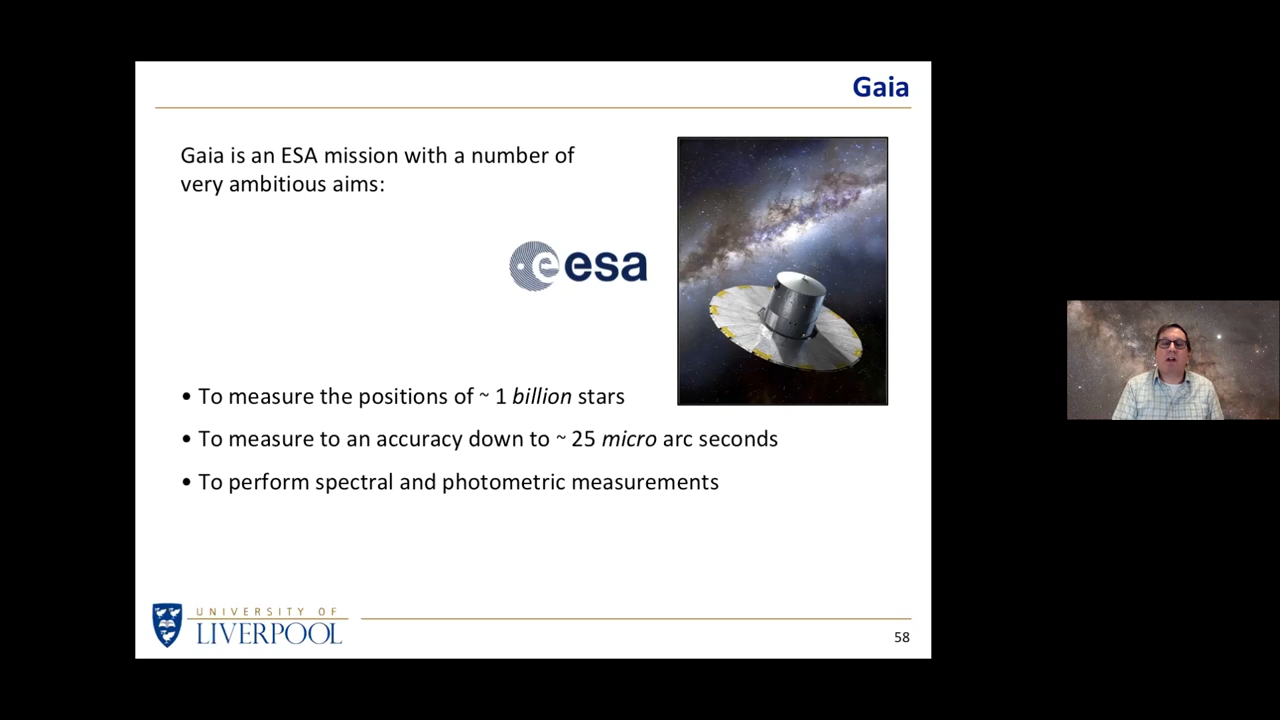 Gaia
Gaia is an ESA mission with a number of
very ambitious aims:
esa
• To measure the positions of ~ 1 billion stars
• To measure to an accuracy down to ~ 25 micro arc seconds
• To perform spectral and photometric measurements
UNIVERSITY OF
LIVERPOOL
58